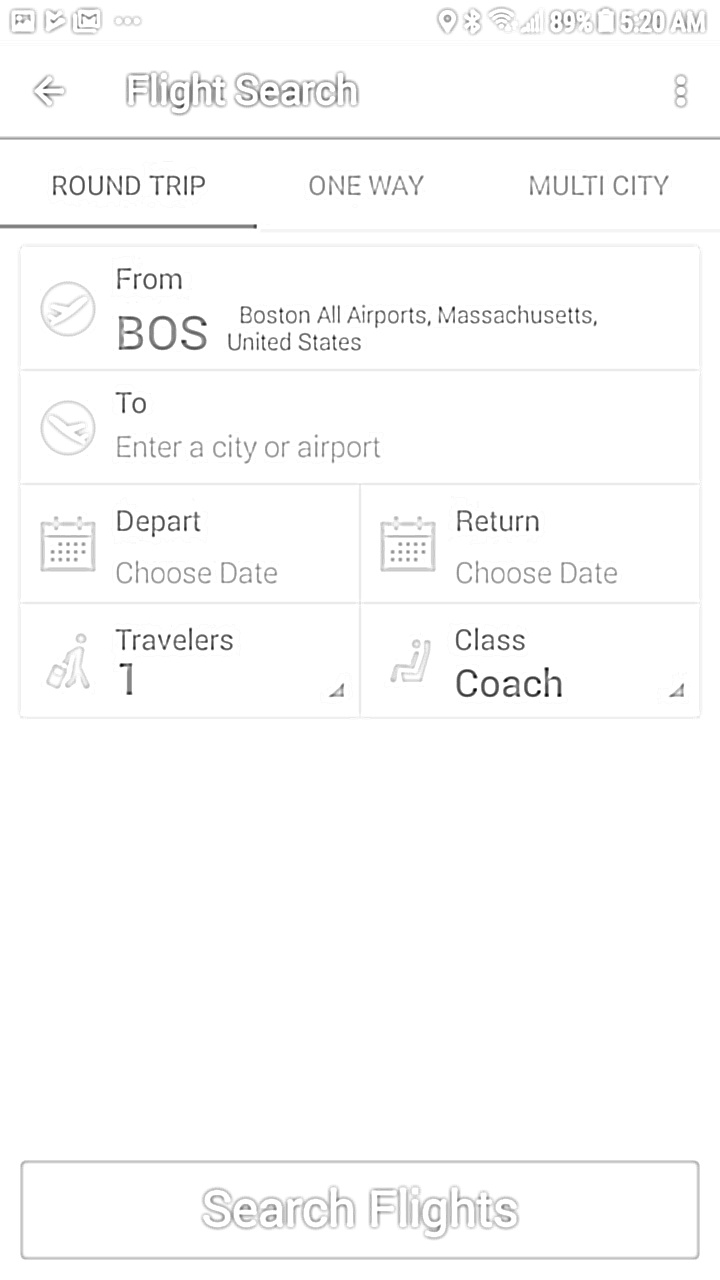 89% 5:20 AM
Flight Search
ROUND TRIP ONE WAY MULTI CITY
From
BOS Boston All Airports, Massachusetts,
United States
To
Enter a city or airport
Depart Return
Choose Date Choose Date
Travelers Class
1 Coach
Search Flights